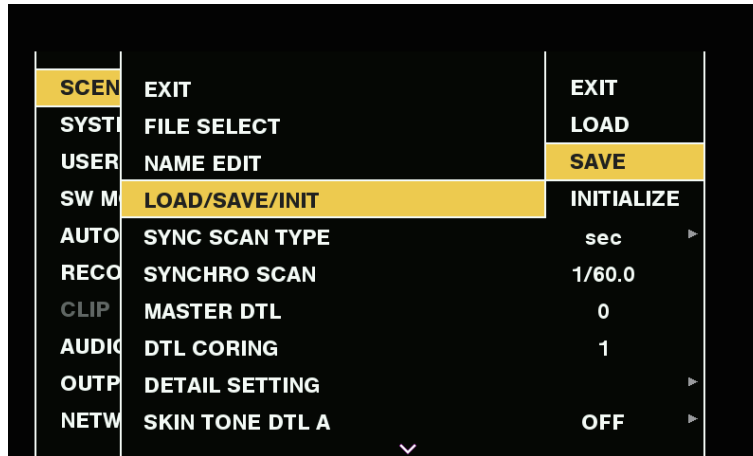 SCEN EXIT EXIT
SYST FILE SELECT LOAD
USER NAME EDIT SAVE
SW M LOAD/SAVE/INIT INITIALIZE
AUTO SYNC SCAN TYPE sec
RECO SYNCHRO SCAN 1/60.0
CLIP MASTER DTL 0
AUDIO DTL CORING 1
OUTP DETAIL SETTING
NETW SKIN TONE DTL A OFF